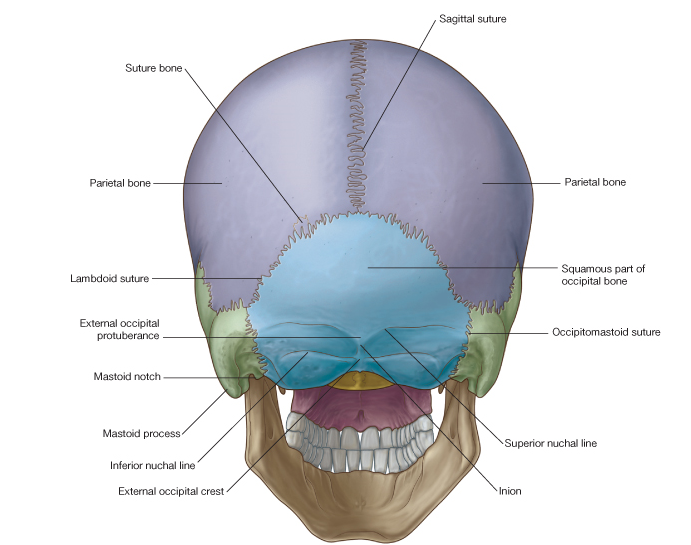 Sagittal suture
Suture bone
Parietal bone
Parietal bone
Squamous part of
occipital bone
Lambdoid suture
External occipital
protuberance
Occipitomastoid suture
Mastoid notch
Mastoid process
Superior nuchal line
Inferior nuchal line
External occipital crest
Inion